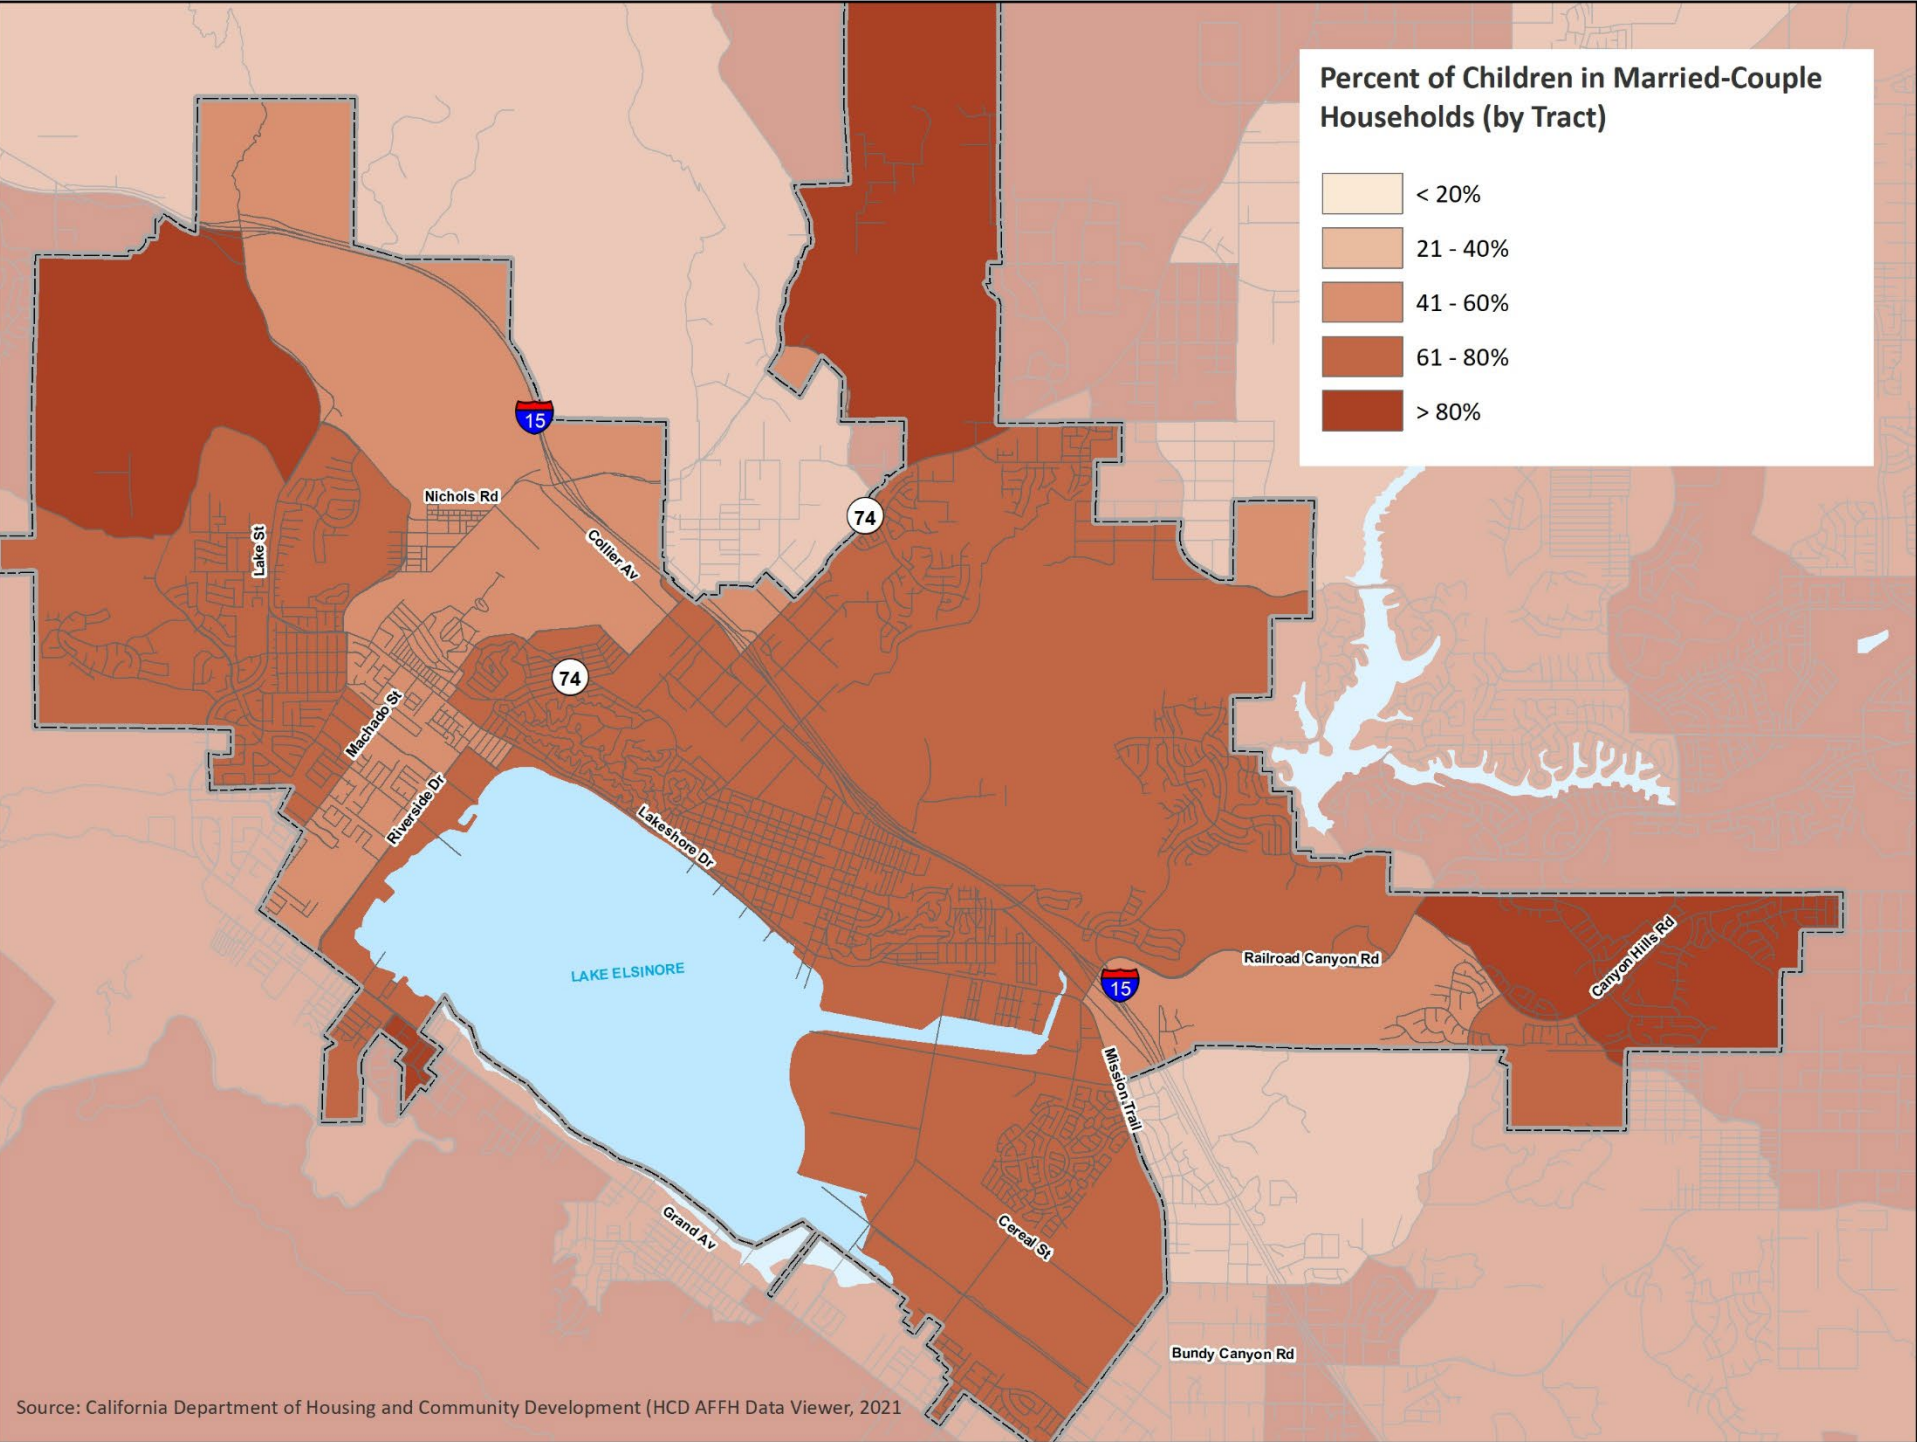 Percent of Children in Married-Couple
Households (by Tract)
< 20%
21 - 40%
41 - 60%
61 - 80%
> 80%
15
Nichols Rd
74
Lake St
Collier Av
74
Machado St
Riverside Dr
Lakeshore Dr
LAKE ELSINORE
Railroad Canyon Rd
Canyon Hills Rd
15
Mission Trail
Grand Av
Cereal St
Bundy Canyon Rd
Source: California Department of Housing and Community Development (HCD AFFH Data Viewer, 2021